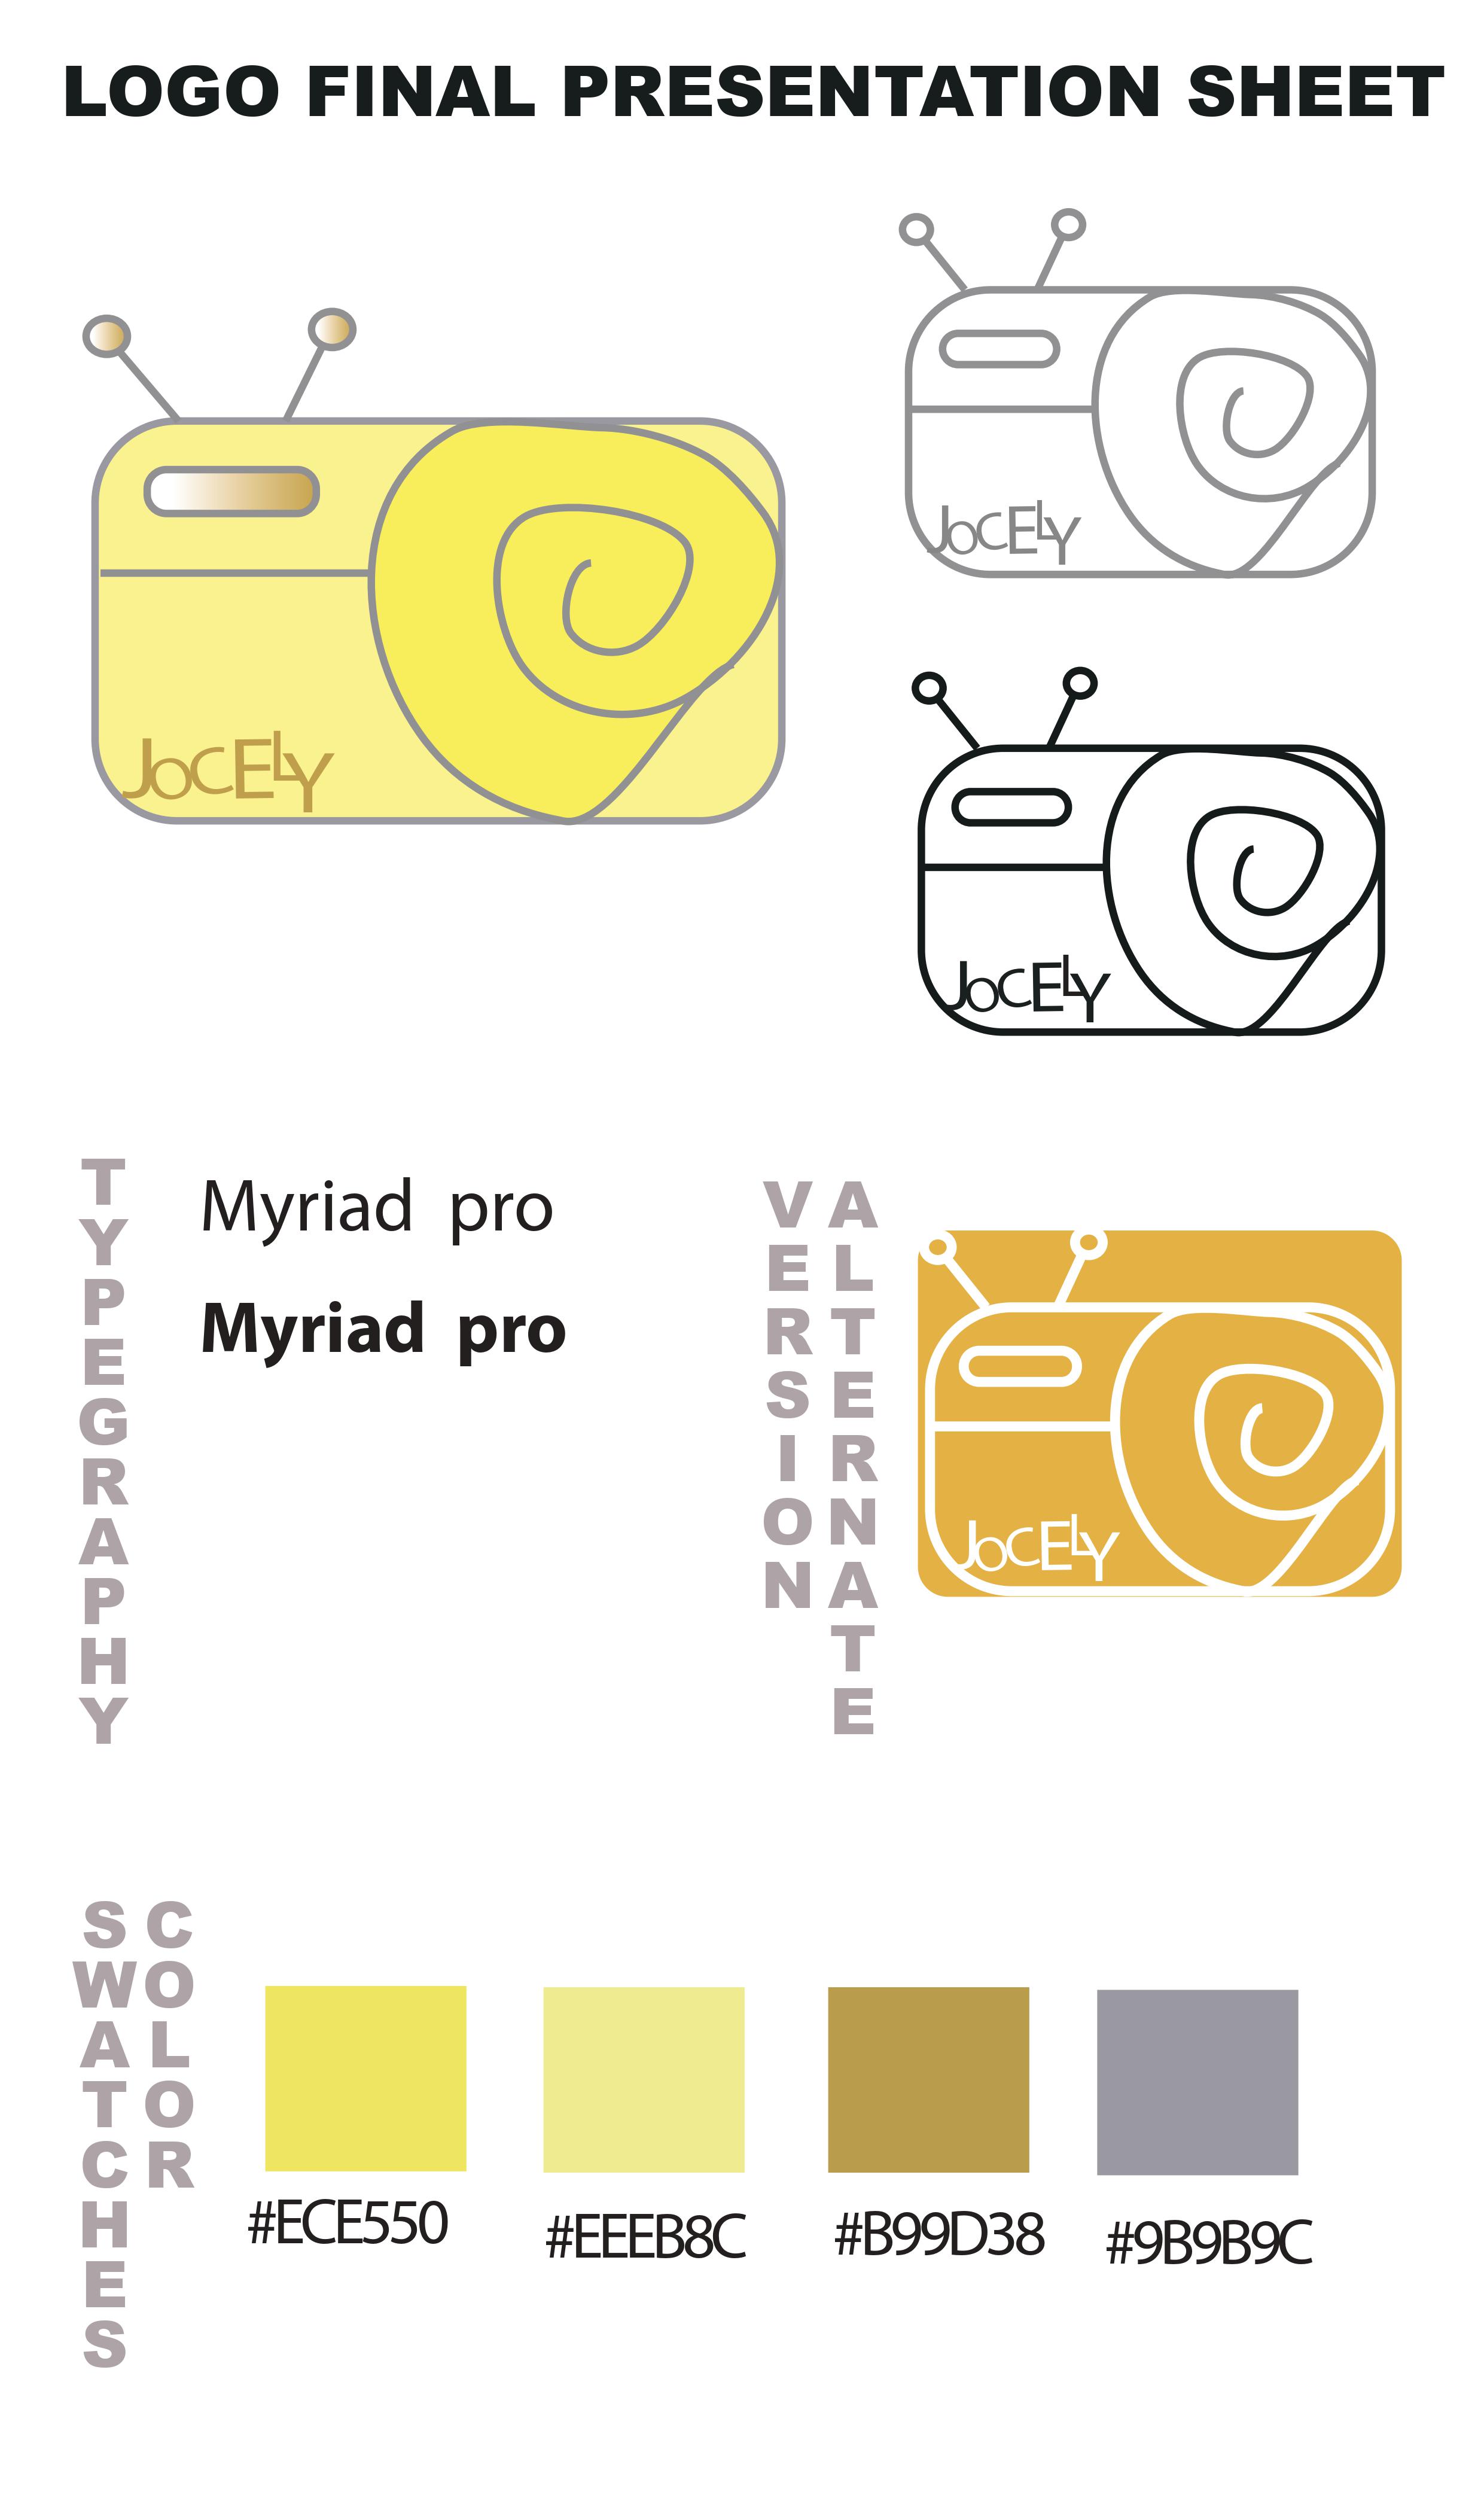 LOGO FINAL PRESENTATION SHEET
JOCELY
JOCELY
JOCELY
TYPEGRAPHY
Myriad pro
Myriad pro
VERSION
ALTERNATE
JOCELY
SWATCHES
COLOR
#ECE550
#EEEB8C
#B99D38
#9B9B9C